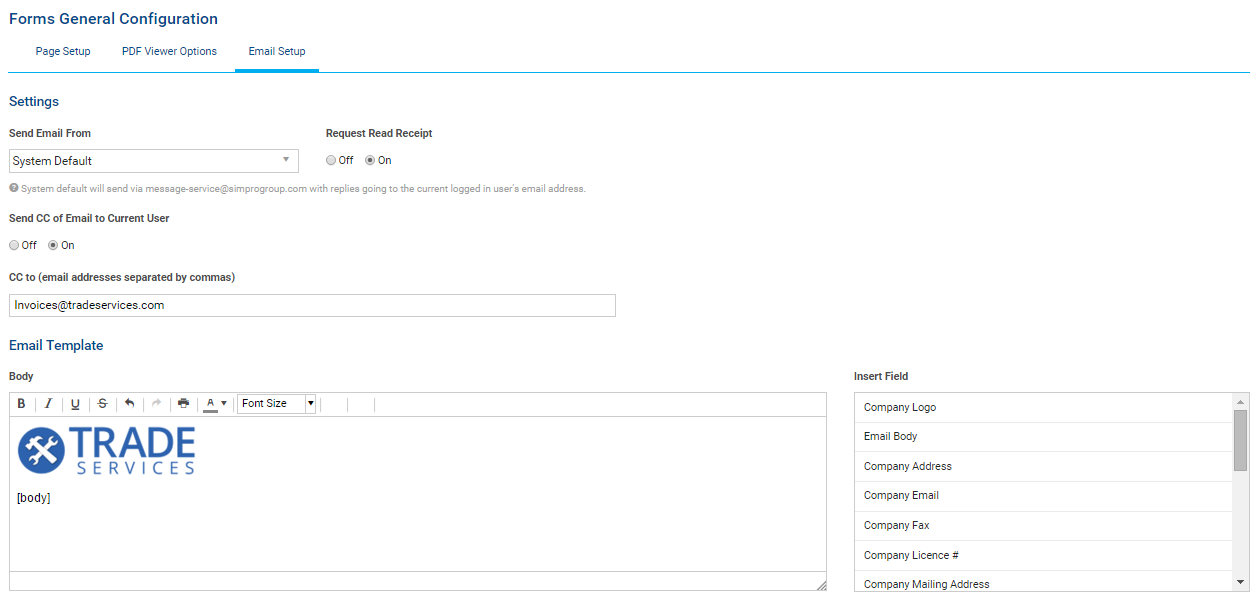 Forms General Configuration
Page Setup PDF Viewer Options Email Setup
Settings
Send Email From Request Read Receipt
System Default Off On
System default will send via message-service@simprogroup.com with replies going to the current logged in user's email address.
Send CC of Email to Current User
Off On
CC to (email addresses separated by commas)
Invoices@tradeservices.com
Email Template
Body Insert Field
B I U S A Font Size
TRADE
SERVICES
[body]
Company Logo
Email Body
Company Address
Company Email
Company Fax
Company Licence #
Company Mailing Address